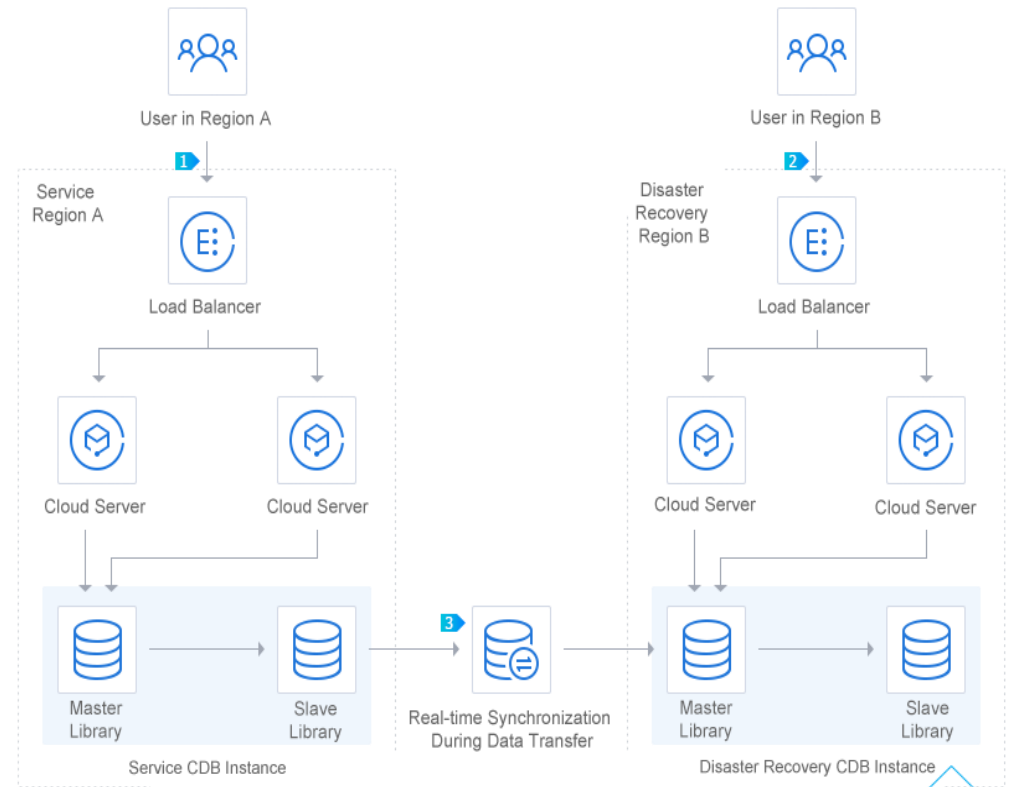 User in Region A
User in Region B
1
2
Service
Region A
Disaster
Recovery
Region B
Load Balancer
Load Balancer
Cloud Server
Cloud Server
Cloud Server
Cloud Server
3
Master
Library
Slave
Library
Real-time Synchronization
During Data Transfer
Master
Library
Slave
Library
Service CDB Instance
Disaster Recovery CDB Instance